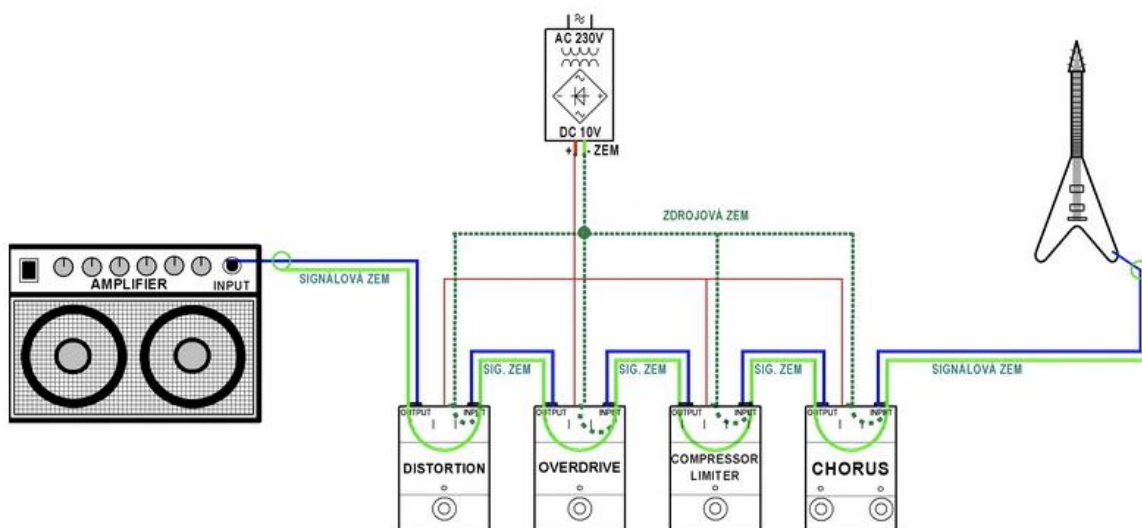 AC 230V
DC 10V
+ - ZEM
ZDROJOVÁ ZEM
AMPLIFIER
INPUT
SIGNÁLOVÁ ZEM
SIG. ZEM
SIG. ZEM
SIG. ZEM
SIGNÁLOVÁ ZEM
OUTPUT INPUT
DISTORTION
OUTPUT INPUT
OVERDRIVE
OUTPUT INPUT
COMPRESSOR
LIMITER
OUTPUT INPUT
CHORUS